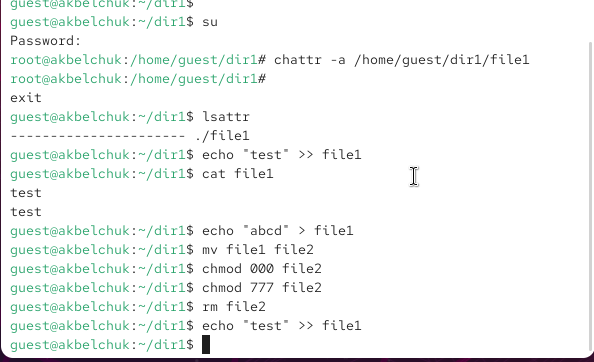 guest@akbelchuk:~/dir1$
guest@akbelchuk:~/dir1$ su
Password:
root@akbelchuk:/home/guest/dir1# chattr -a /home/guest/dir1/file1
root@akbelchuk:/home/guest/dir1#
exit
guest@akbelchuk:~/dir1$ lsattr
---------------------- ./file1
guest@akbelchuk:~/dir1$ echo "test" >> file1
guest@akbelchuk:~/dir1$ cat file1
test
test
guest@akbelchuk:~/dir1$ echo "abcd" > file1
guest@akbelchuk:~/dir1$ mv file1 file2
guest@akbelchuk:~/dir1$ chmod 000 file2
guest@akbelchuk:~/dir1$ chmod 777 file2
guest@akbelchuk:~/dir1$ rm file2
guest@akbelchuk:~/dir1$ echo "test" >> file1
guest@akbelchuk:~/dir1$